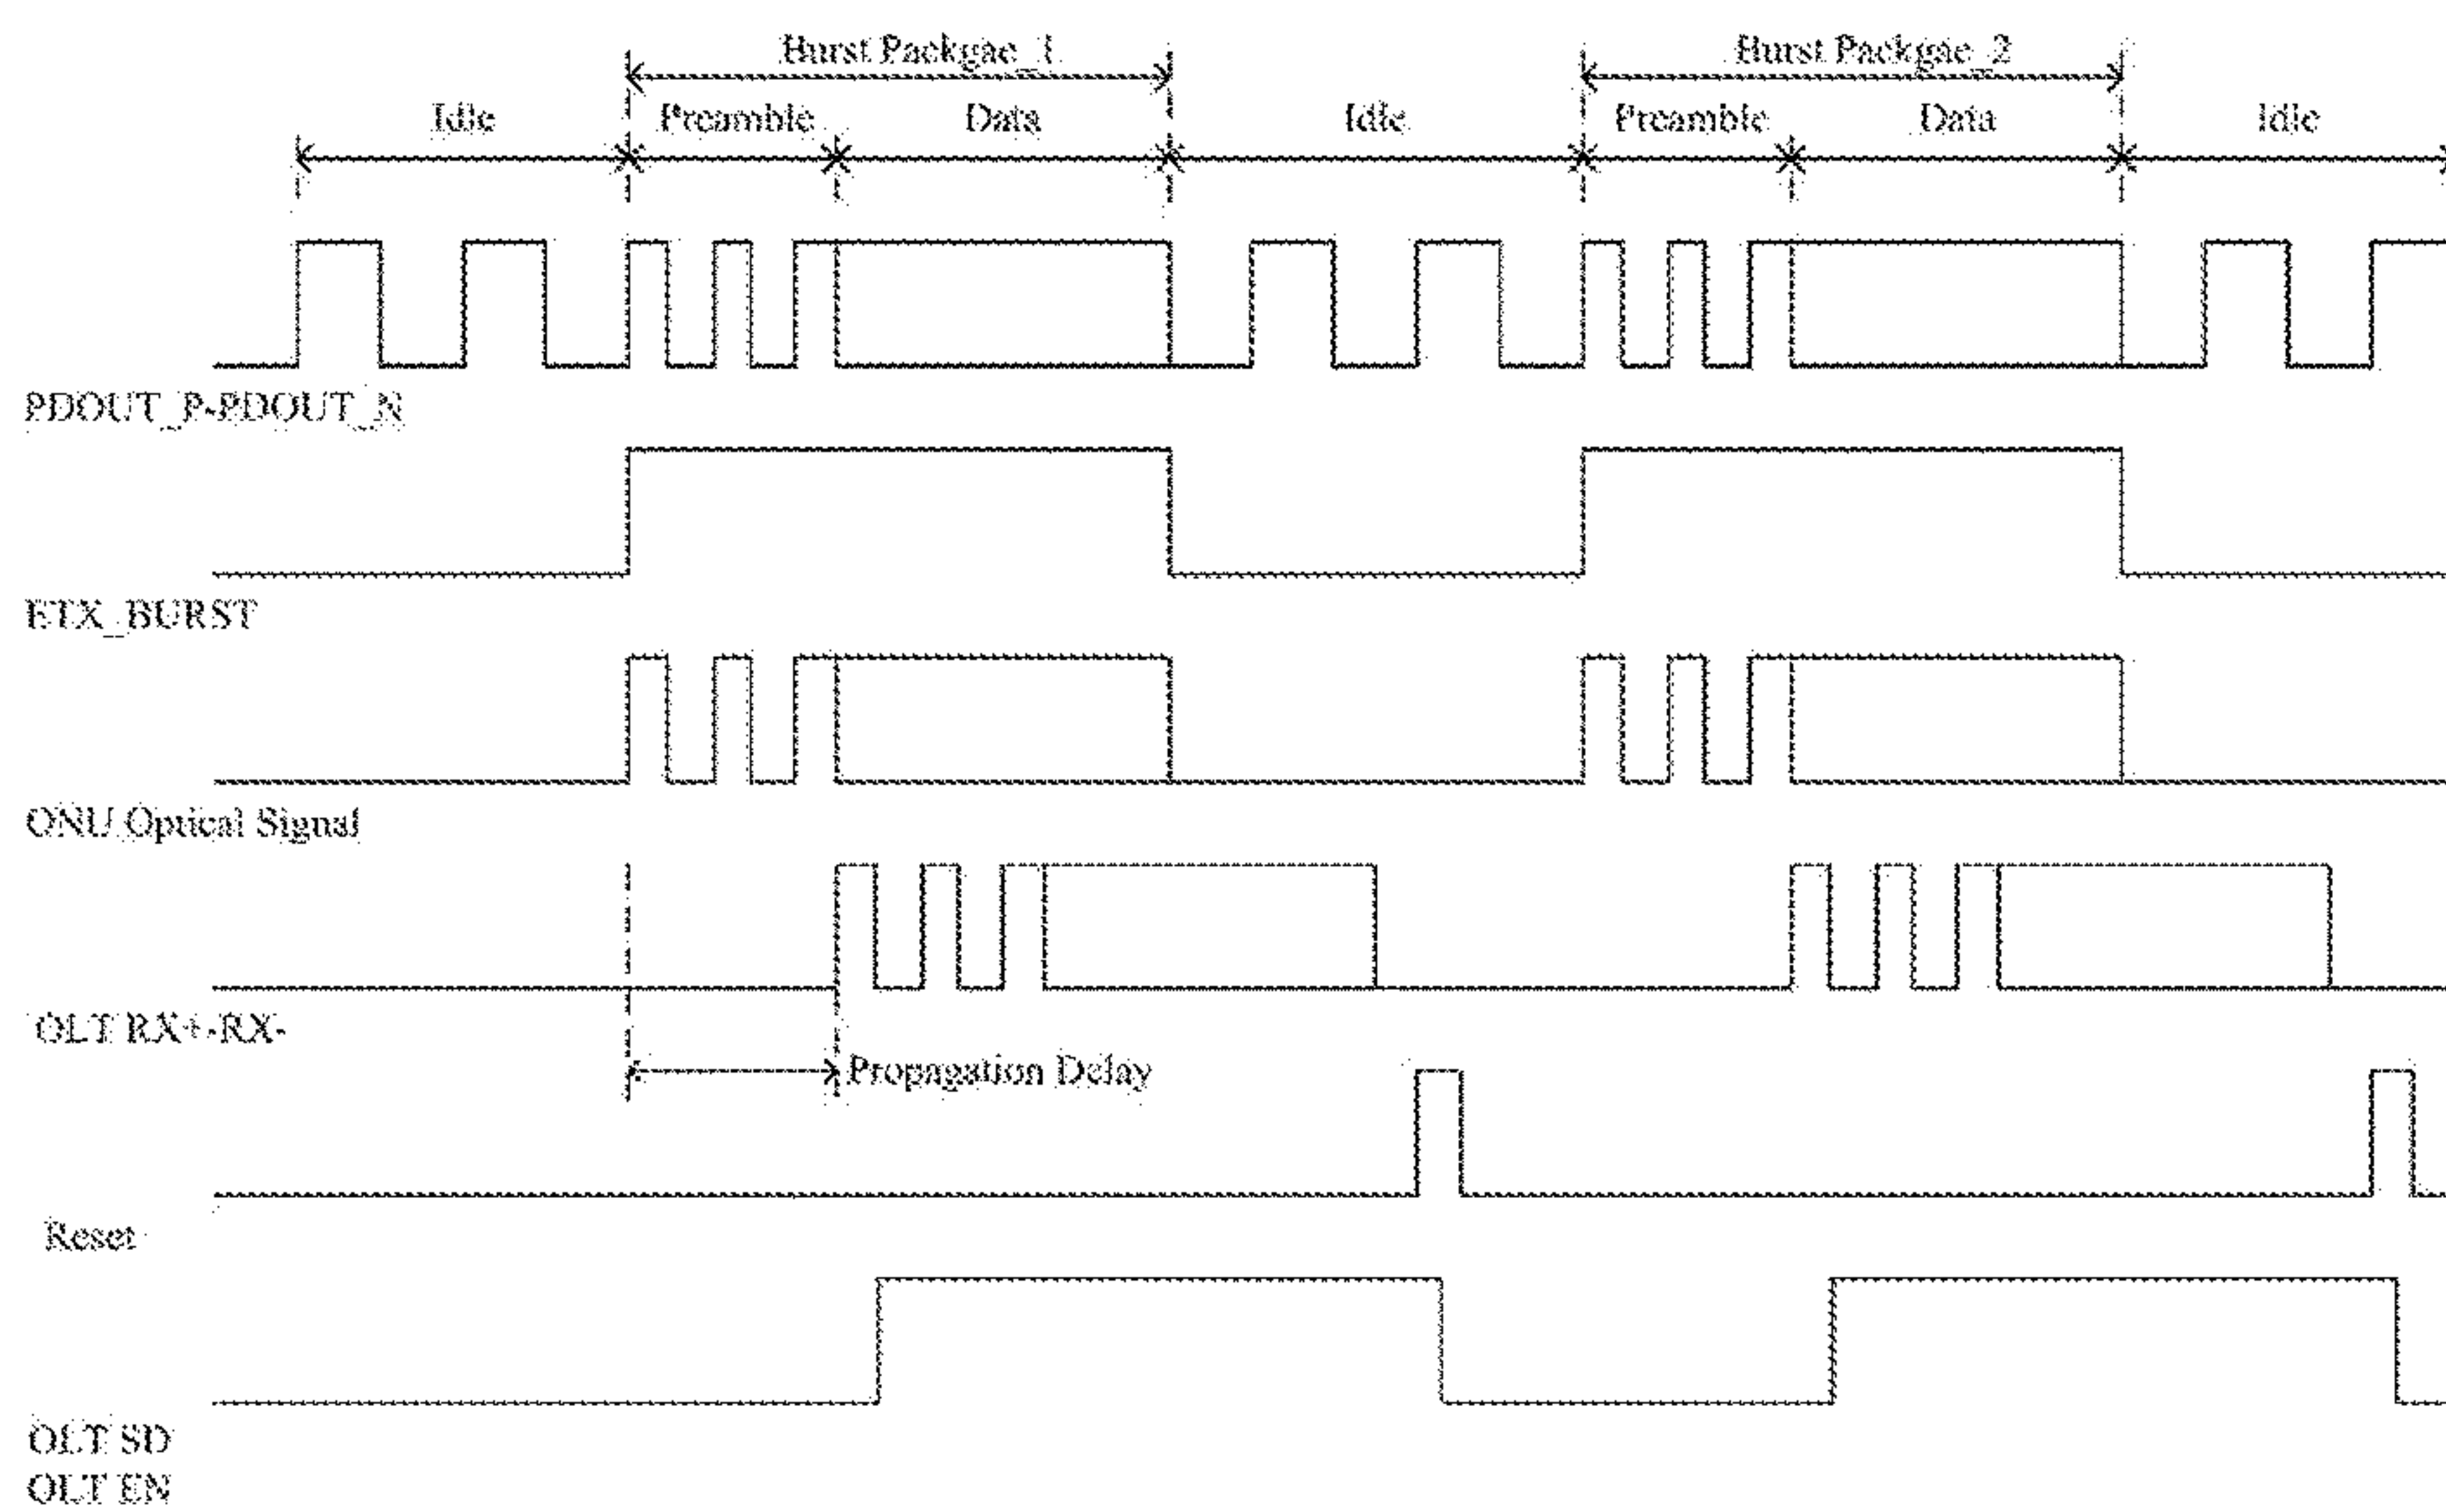 Burst Packgae_1 Burst Packgae_2
Idle Preamble Data Idle Preamble Data Idle
PDOUT_P-PDOUT_N
ETX_BURST
ONU Optical Signal
OLT RX+-RX-
Propagation Delay
Reset
OLT SD
OLT EN